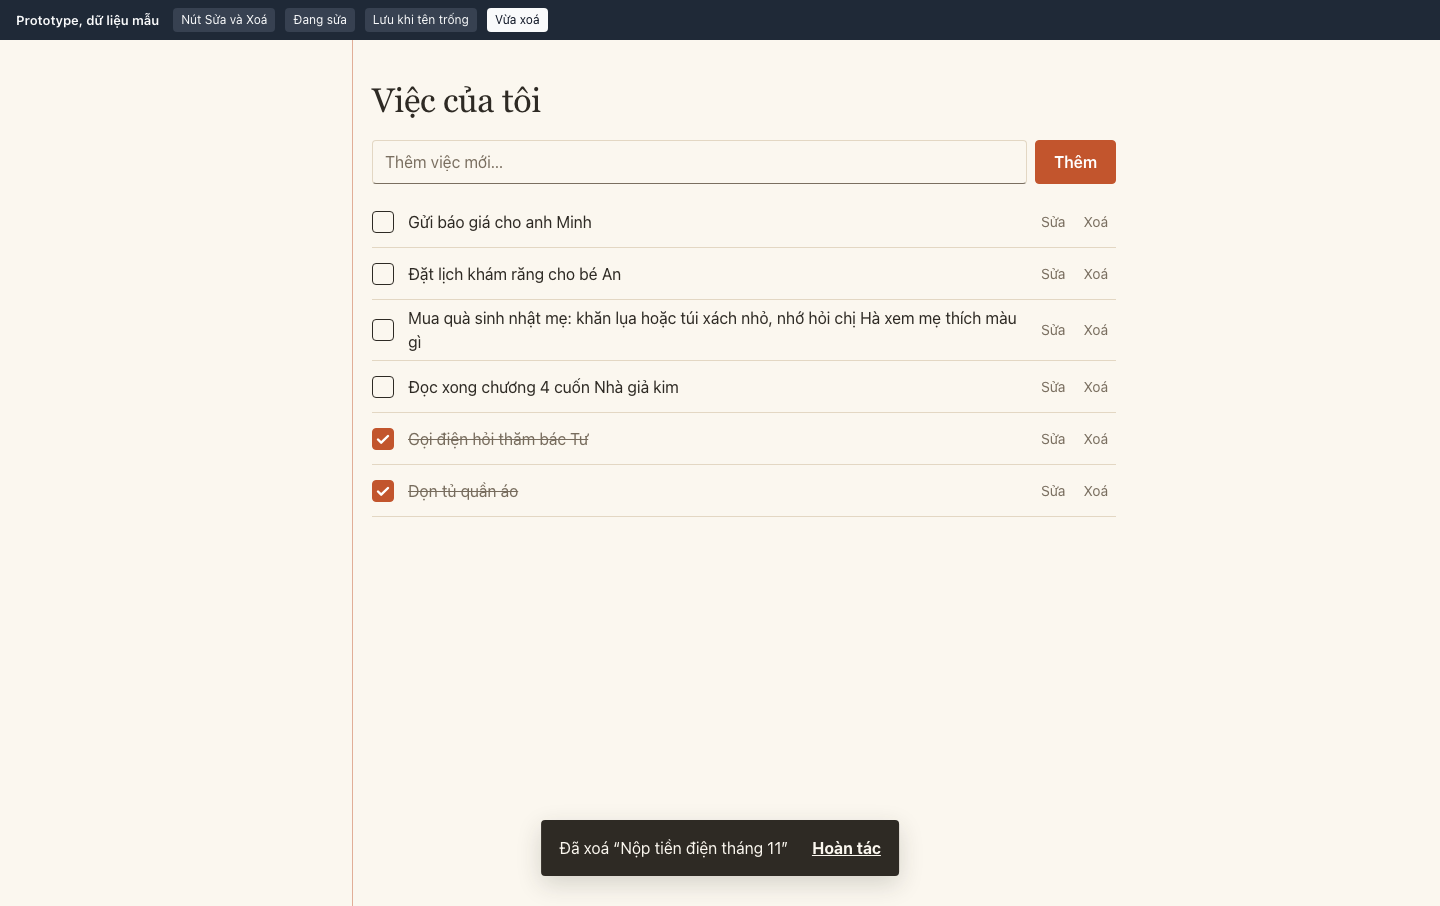 Prototype, dữ liệu mẫu Nút Sửa và Xoá Đang sửa Lưu khi tên trống Vừa xoá
Việc của tôi
Thêm việc mới... Thêm
Gửi báo giá cho anh Minh Sửa Xoá
Đặt lịch khám răng cho bé An Sửa Xoá
Mua quà sinh nhật mẹ: khăn lụa hoặc túi xách nhỏ, nhớ hỏi chị Hà xem mẹ thích màu
gì Sửa Xoá
Đọc xong chương 4 cuốn Nhà giả kim Sửa Xoá
Gọi điện hỏi thăm bác Tư Sửa Xoá
Dọn tủ quần áo Sửa Xoá
Đã xoá “Nộp tiền điện tháng 11” Hoàn tác